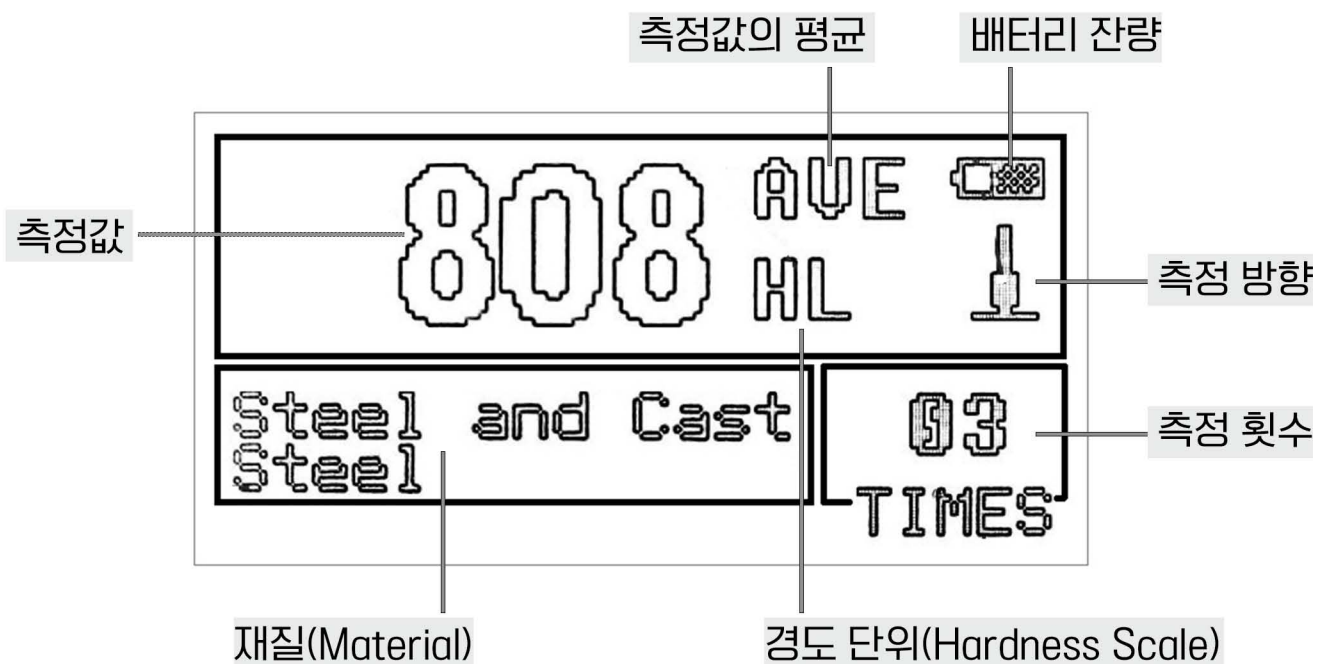 측정값의 평균
배터리 잔량
808
AVE
측정값
HL
측정 방향
Steel and Cast
Steel
03
측정 횟수
TIMES
재질(Material)
경도 단위(Hardness Scale)